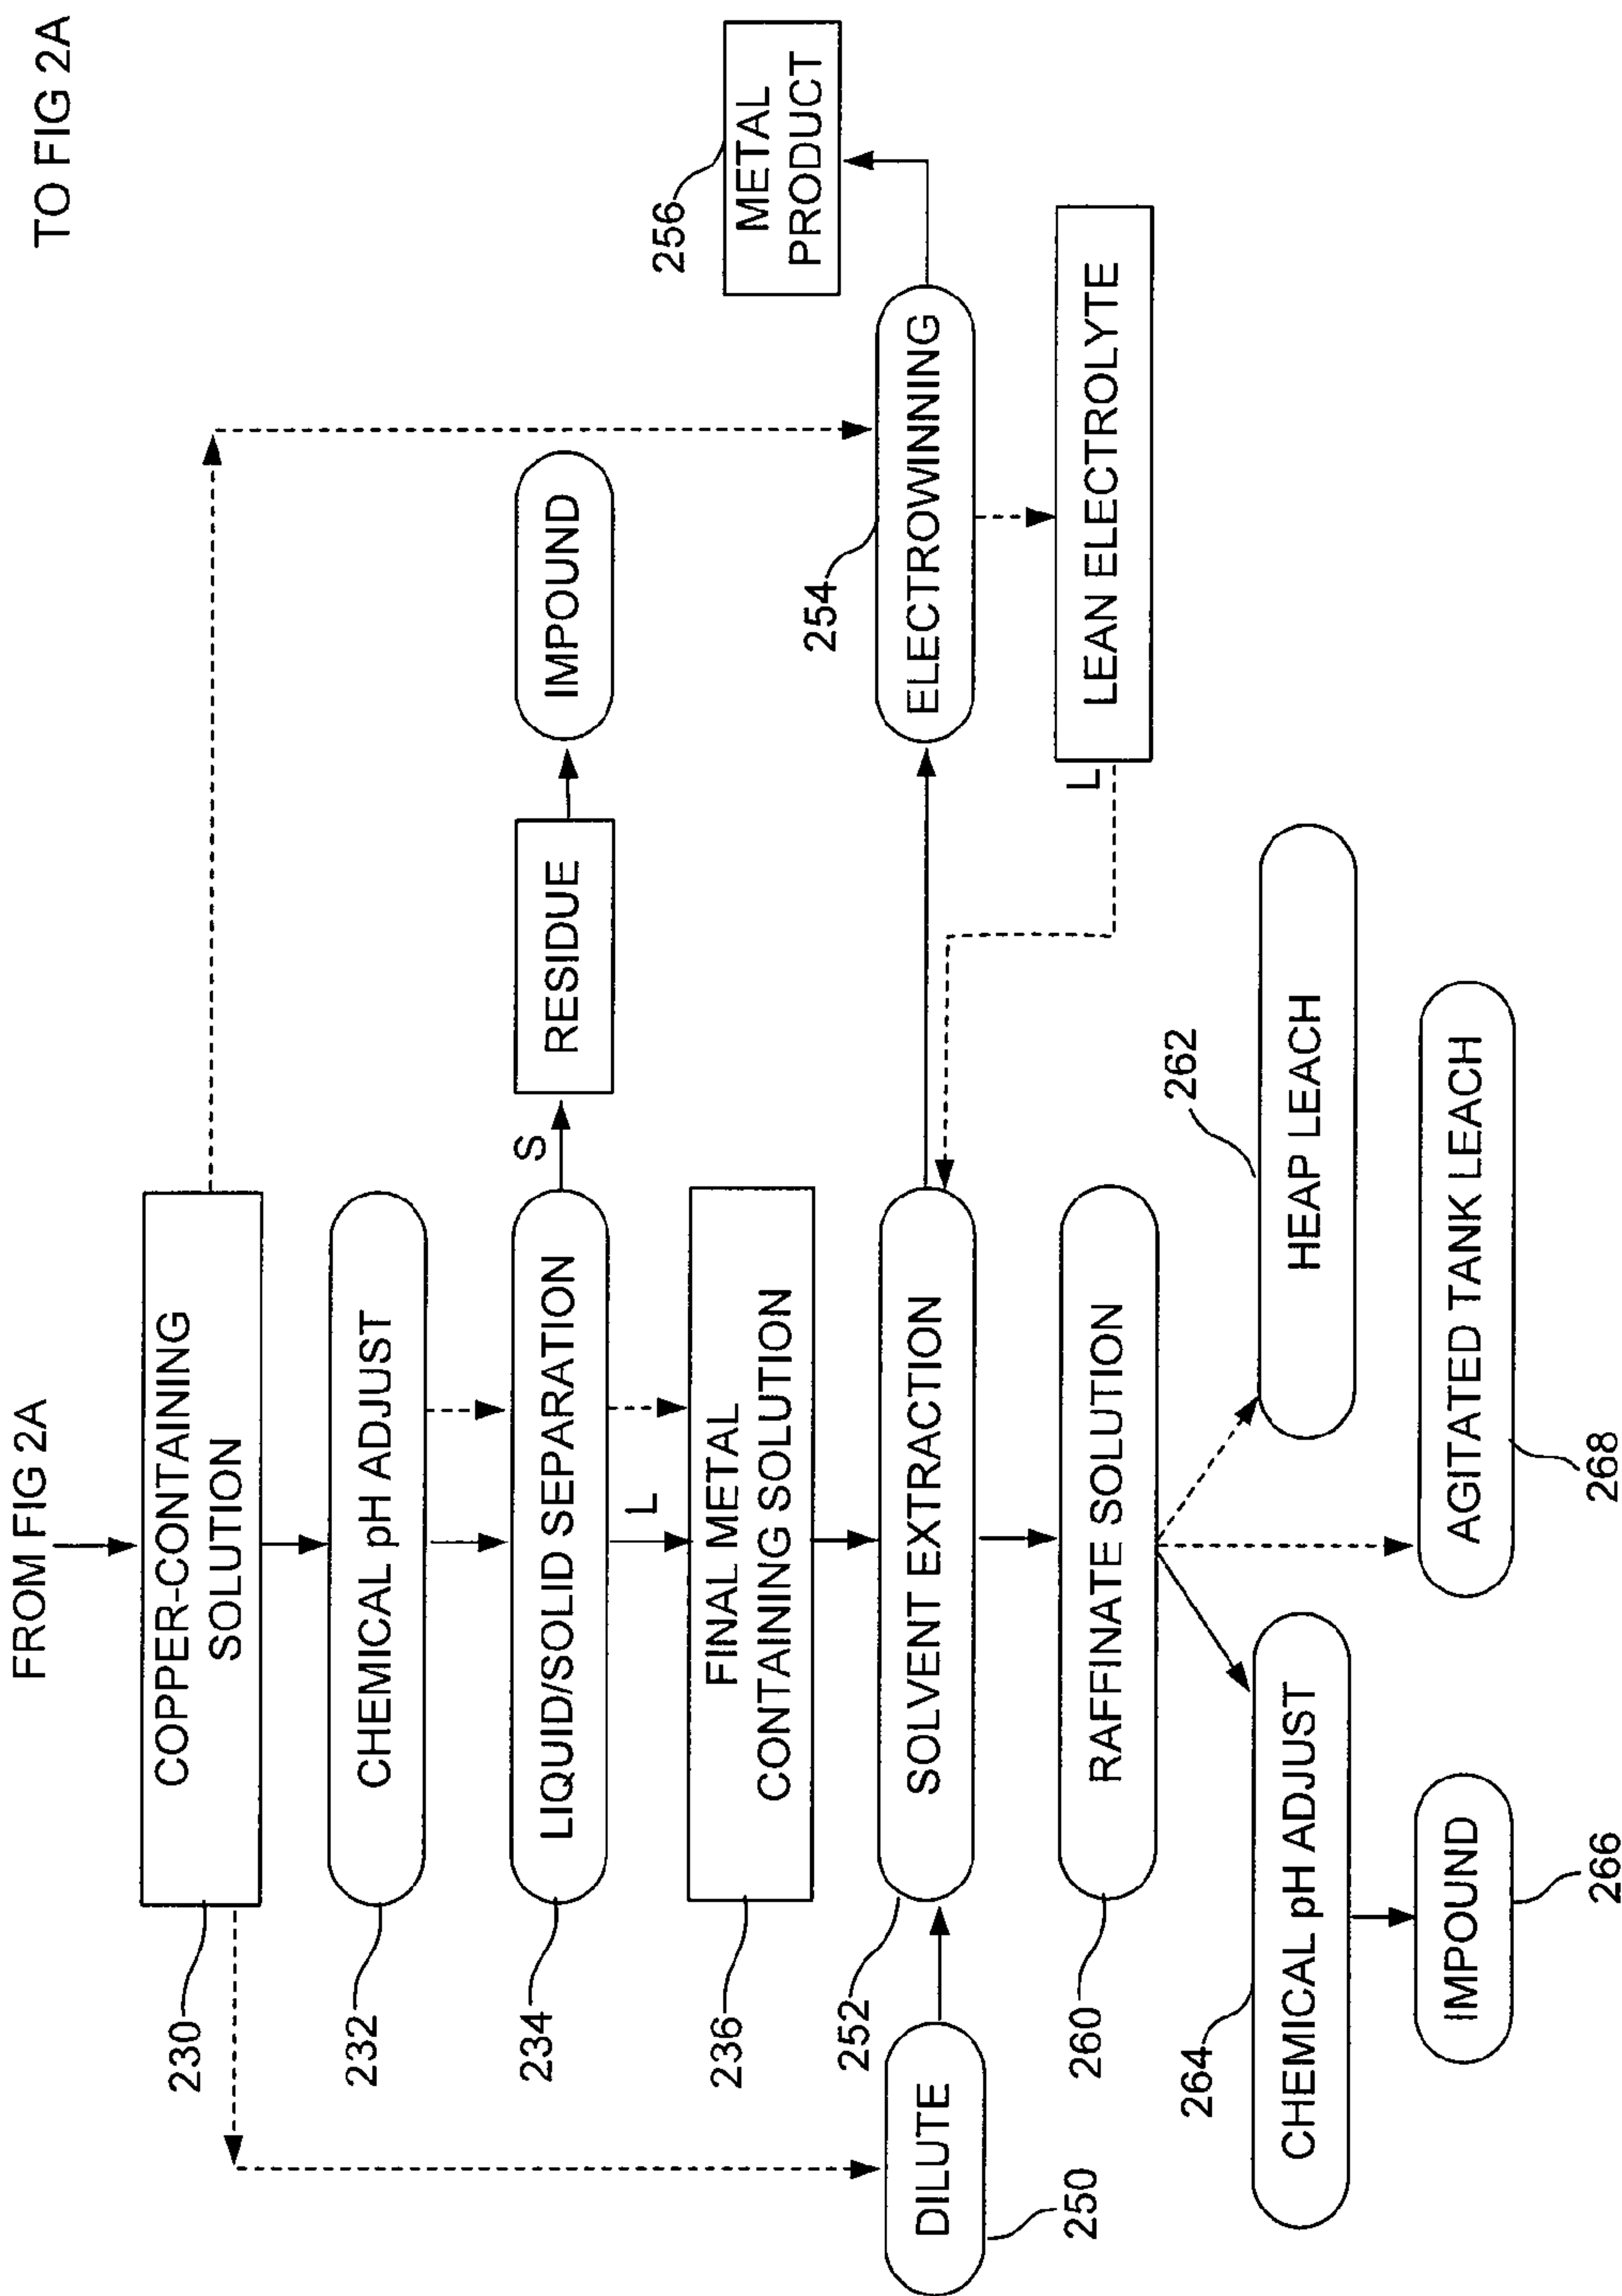 TO FIG 2A
FROM FIG 2A
COPPER-CONTAINING
SOLUTION
230
CHEMICAL pH ADJUST
232
LIQUID/SOLID SEPARATION
234
S
RESIDUE
IMPOUND
L
FINAL METAL
CONTAINING SOLUTION
236
DILUTE
250
SOLVENT EXTRACTION
252
ELECTROWINNING
254
METAL
PRODUCT
256
LEAN ELECTROLYTE
L
RAFFINATE SOLUTION
260
CHEMICAL pH ADJUST
264
HEAP LEACH
262
IMPOUND
266
AGITATED TANK LEACH
268